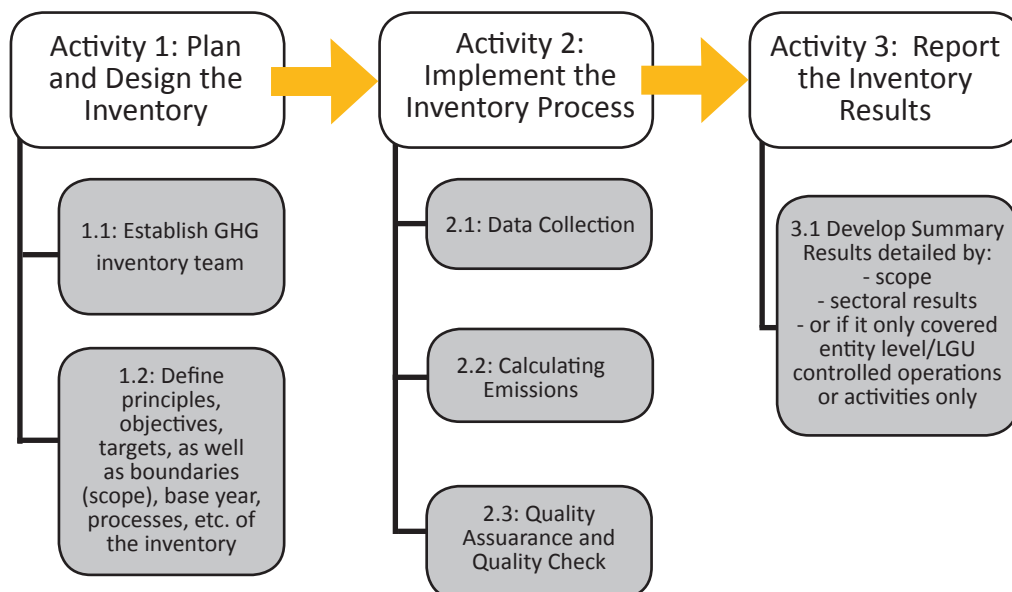 Activity 1: Plan
and Design the
Inventory
1.1: Establish GHG
inventory team
1.2: Define
principles,
objectives,
targets, as well
as boundaries
(scope), base year,
processes, etc. of
the inventory
Activity 2:
Implement the
Inventory Process
2.1: Data Collection
2.2: Calculating
Emissions
2.3: Quality
Assuarance and
Quality Check
Activity 3: Report
the Inventory
Results
3.1 Develop Summary
Results detailed by:
- scope
- sectoral results
- or if it only covered
entity level/LGU
controlled operations
or activities only